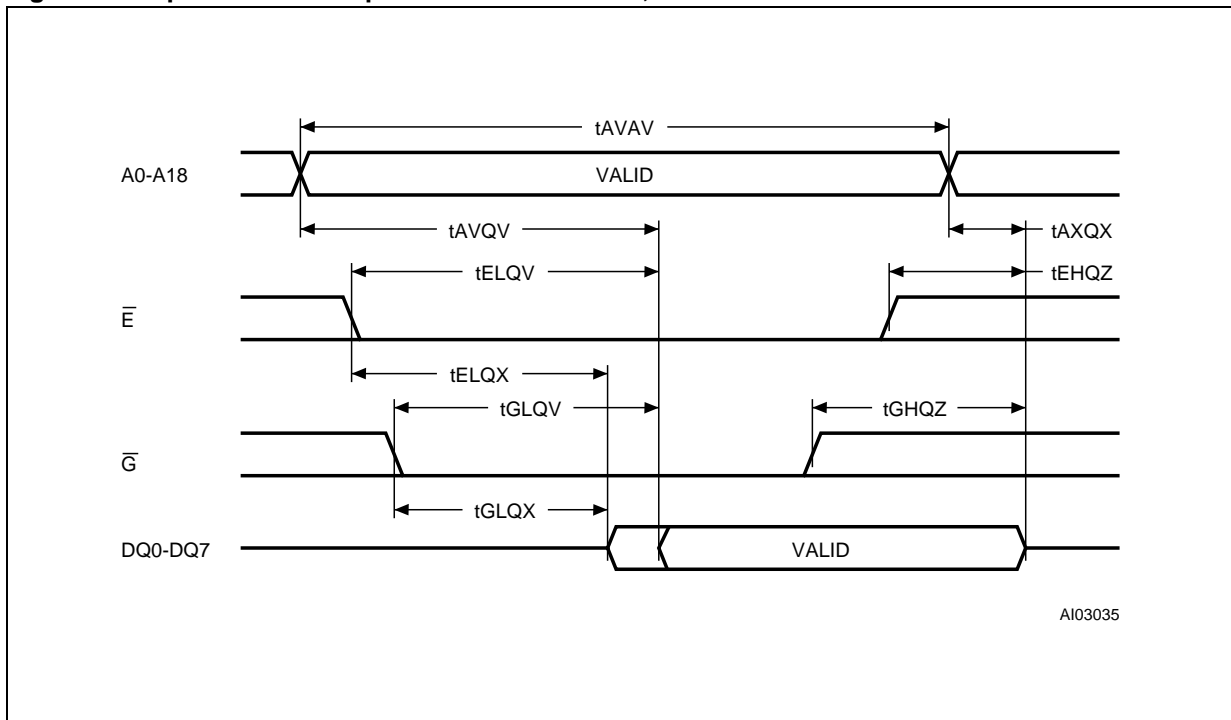 tAVAV
A0-A18
VALID
tAVQV
tAXQX
tELQV
tEHQZ
E̅
tELQX
tGLQV
tGHQZ
G̅
tGLQX
DQ0-DQ7
VALID
AI03035